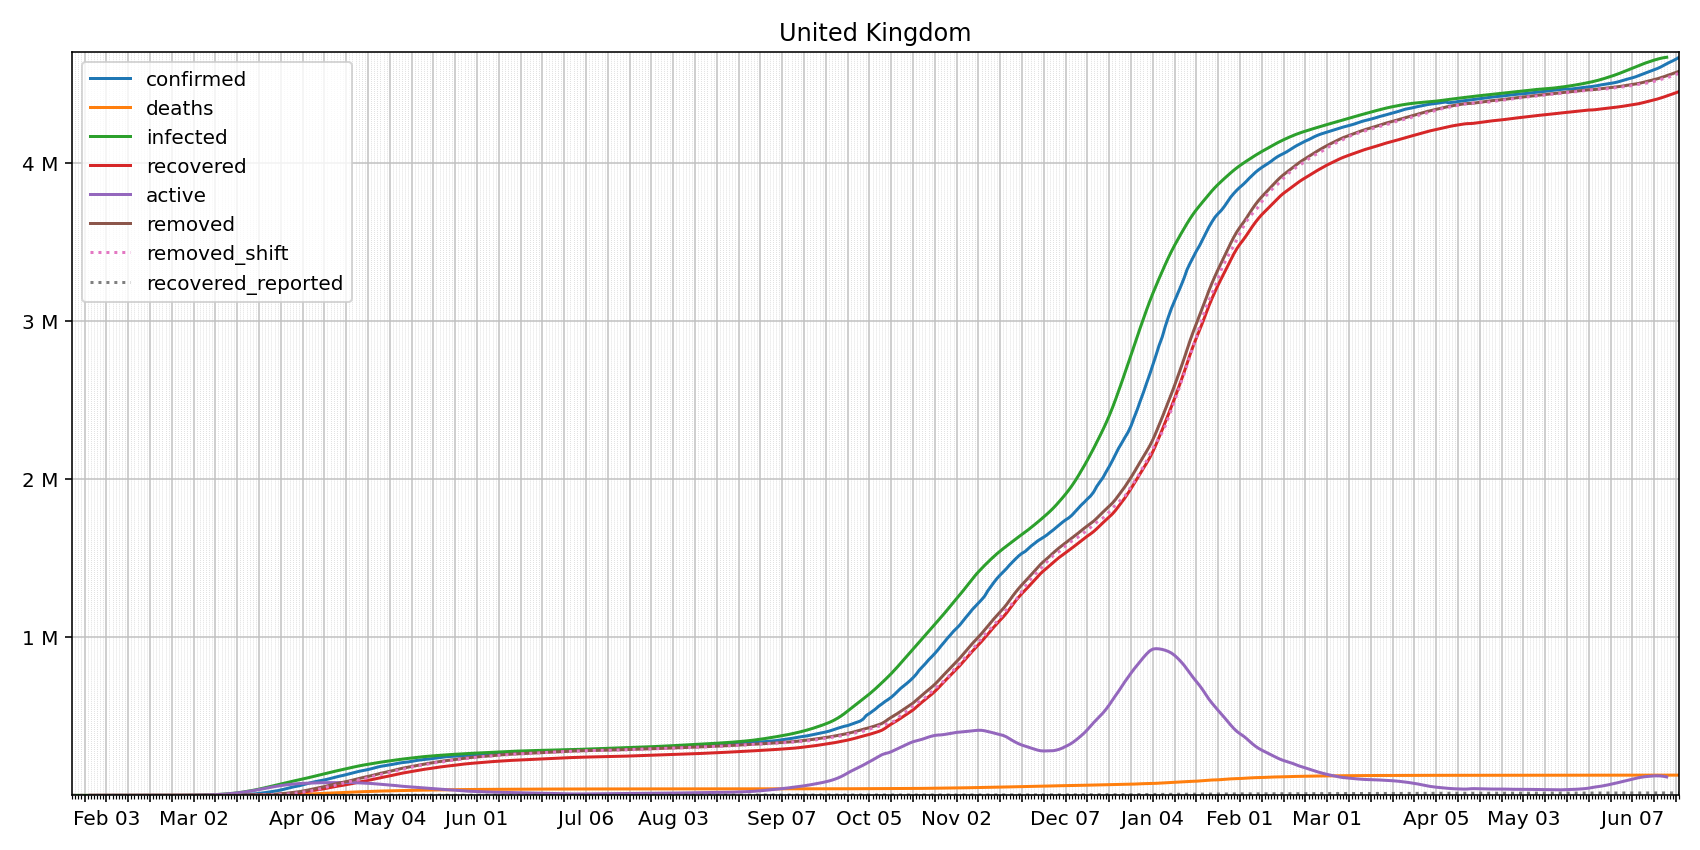 United Kingdom
confirmed
deaths
infected
recovered
active
removed
removed_shift
recovered_reported
4 M
3 M
2 M
1 M
Feb 03 Mar 02 Apr 06 May 04 Jun 01 Jul 06 Aug 03 Sep 07 Oct 05 Nov 02 Dec 07 Jan 04 Feb 01 Mar 01 Apr 05 May 03 Jun 07